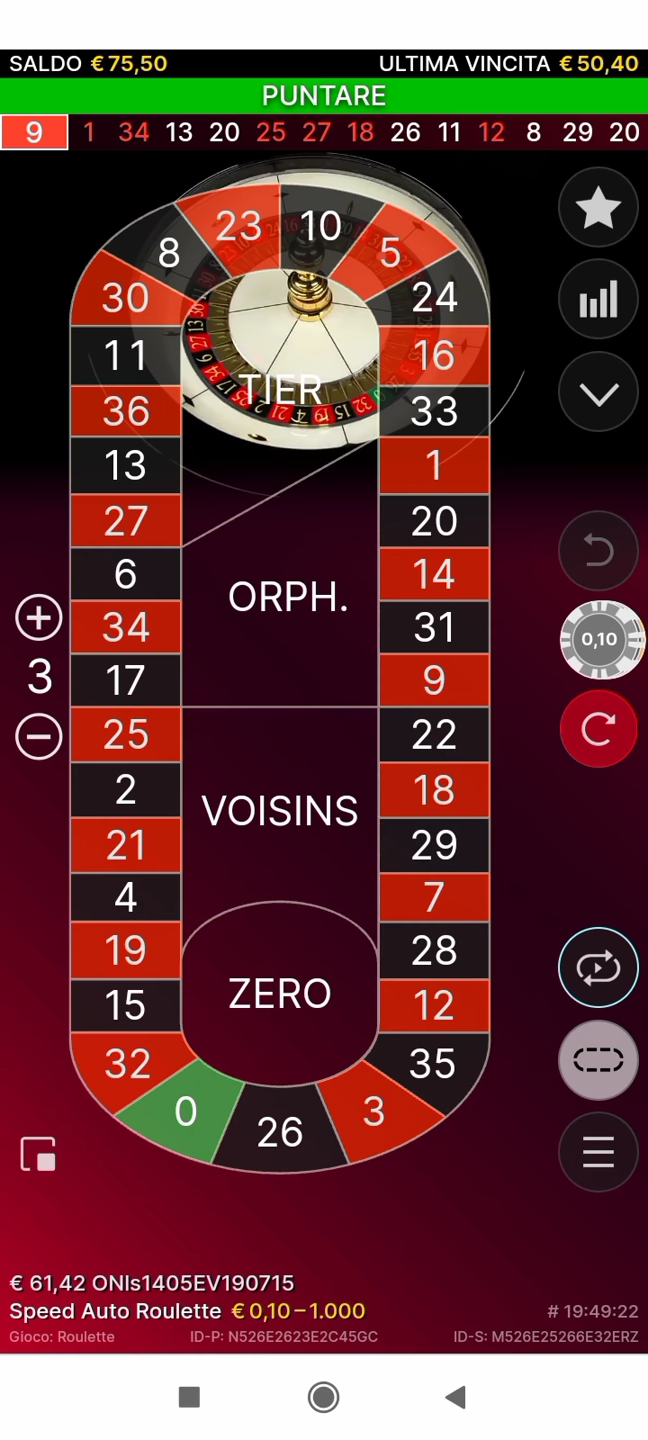 SALDO € 75,50 ULTIMA VINCITA € 50,40
PUNTARE
9 1 34 13 20 25 27 18 26 11 12 8 29 20
23 10
8 5
30 24
11 16
TIER
36 33
13 1
27 20
6 14
ORPH.
34 31
17 9
3
25 22
2 18
VOISINS
21 29
4 7
19 28
ZERO
15 12
32 35
0 26 3
0,10
€ 61,42 ONIs1405EV190715
Speed Auto Roulette € 0,10–1.000 # 19:49:22
Gioco: Roulette ID-P: N526E2623E2C45GC ID-S: M526E25266E32ERZ